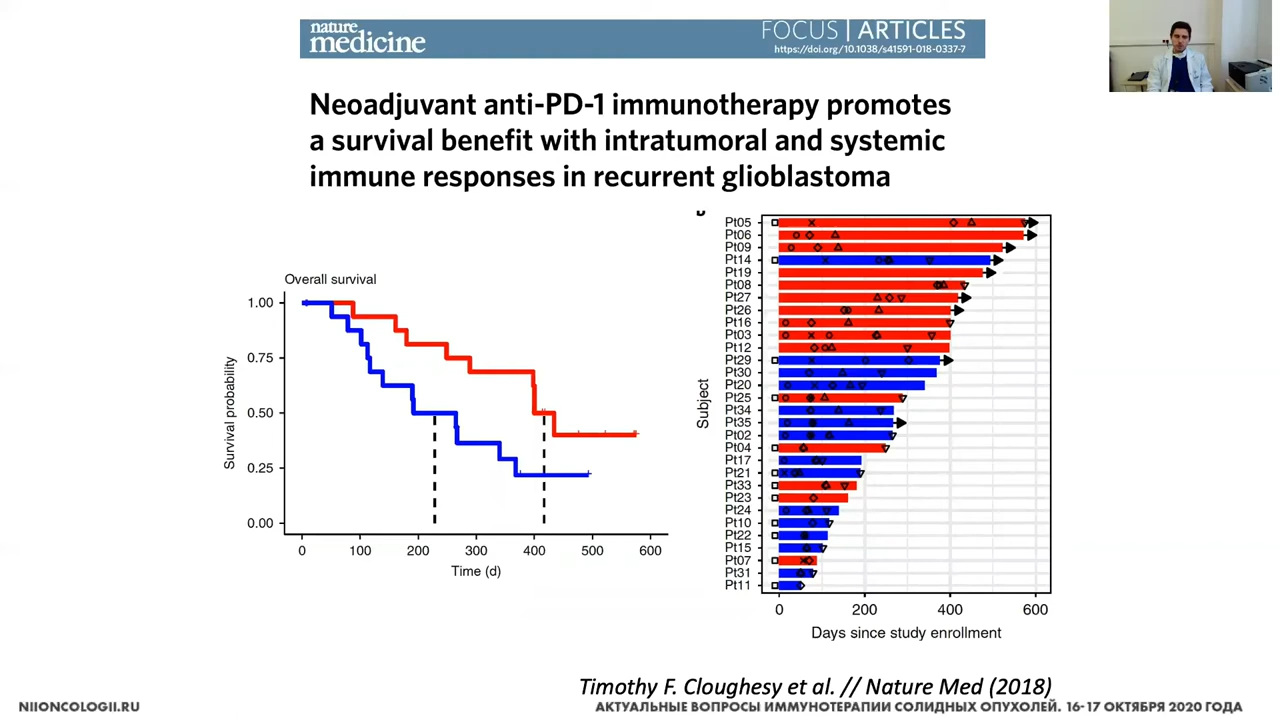 nature
medicine
FOCUS | ARTICLES
https://doi.org/10.1038/s41591-018-0337-7
Neoadjuvant anti-PD-1 immunotherapy promotes
a survival benefit with intratumoral and systemic
immune responses in recurrent glioblastoma
Overall survival
1.00
0.75
0.50
0.25
0.00
Survival probability
0 100 200 300 400 500 600
Time (d)
Subject
Pt05
Pt06
Pt09
Pt14
Pt19
Pt08
Pt27
Pt26
Pt16
Pt03
Pt12
Pt29
Pt30
Pt20
Pt25
Pt34
Pt35
Pt02
Pt04
Pt17
Pt21
Pt33
Pt23
Pt24
Pt10
Pt22
Pt15
Pt07
Pt31
Pt11
0 200 400 600
Days since study enrollment
Timothy F. Cloughesy et al. // Nature Med (2018)
NIIONCOLOGII.RU
АКТУАЛЬНЫЕ ВОПРОСЫ ИММУНОТЕРАПИИ СОЛИДНЫХ ОПУХОЛЕЙ. 16-17 ОКТЯБРЯ 2020 ГОДА